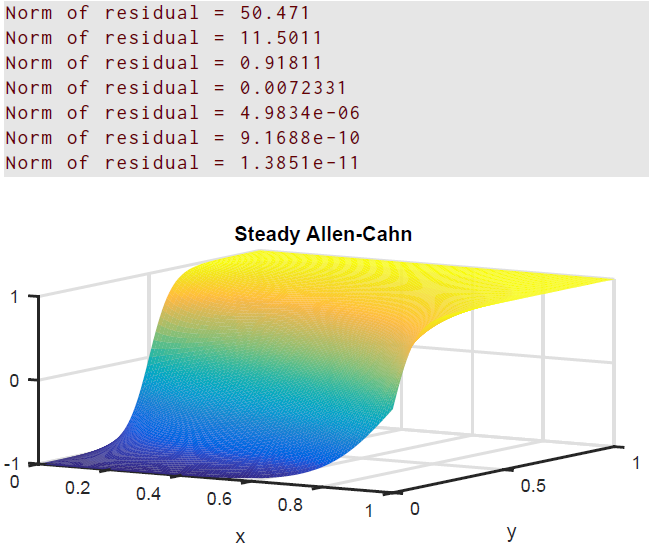 Norm of residual = 50.471
Norm of residual = 11.5011
Norm of residual = 0.91811
Norm of residual = 0.0072331
Norm of residual = 4.9834e-06
Norm of residual = 9.1688e-10
Norm of residual = 1.3851e-11
Steady Allen-Cahn
1
0
-1
0
0.2
0.4
0.6
0.8
1
0
0.5
1
x
y